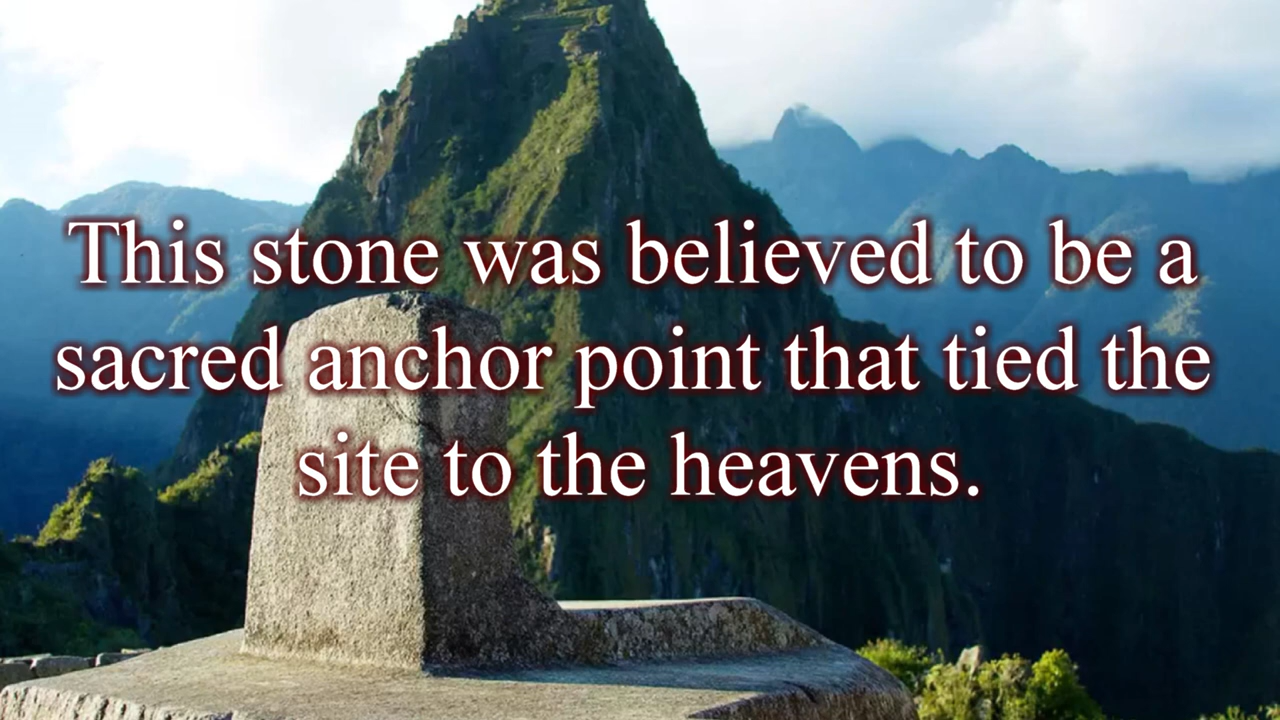 This stone was believed to be a
sacred anchor point that tied the
site to the heavens.